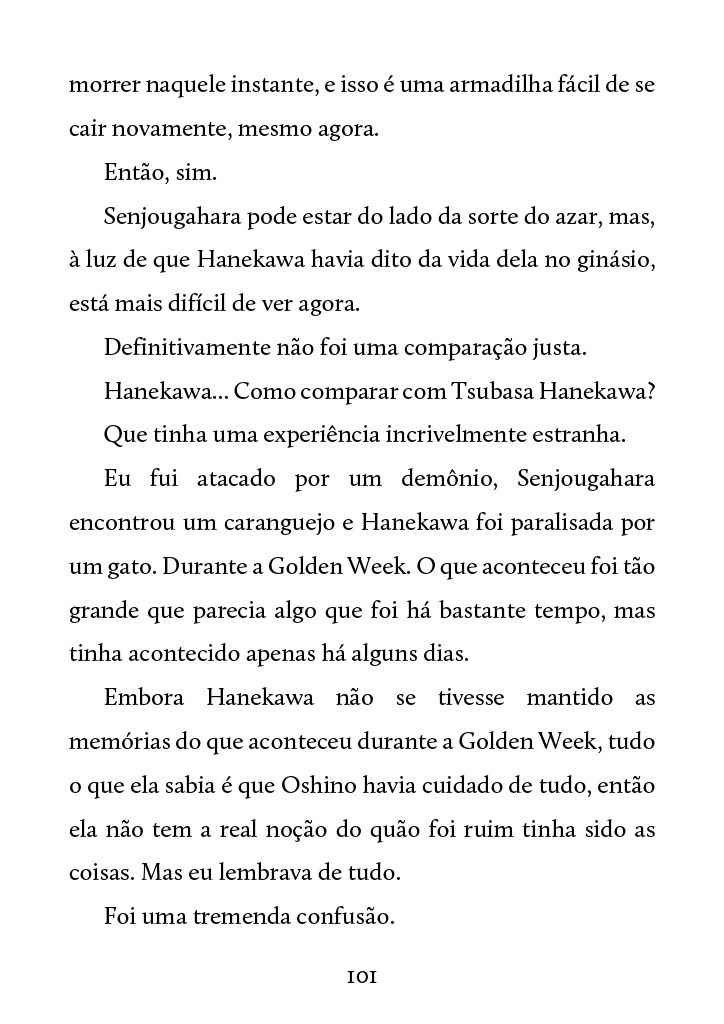 morrer naquele instante, e isso é uma armadilha fácil de se
cair novamente, mesmo agora.
Então, sim.
Senjougahara pode estar do lado da sorte do azar, mas,
à luz de que Hanekawa havia dito da vida dela no ginásio,
está mais difícil de ver agora.
Definitivamente não foi uma comparação justa.
Hanekawa... Como comparar com Tsubasa Hanekawa?
Que tinha uma experiência incrivelmente estranha.
Eu fui atacado por um demônio, Senjougahara
encontrou um caranguejo e Hanekawa foi paralisada por
um gato. Durante a Golden Week. O que aconteceu foi tão
grande que parecia algo que foi há bastante tempo, mas
tinha acontecido apenas há alguns dias.
Embora Hanekawa não se tivesse mantido as
memórias do que aconteceu durante a Golden Week, tudo
o que ela sabia é que Oshino havia cuidado de tudo, então
ela não tem a real noção do quão foi ruim tinha sido as
coisas. Mas eu lembrava de tudo.
Foi uma tremenda confusão.
101